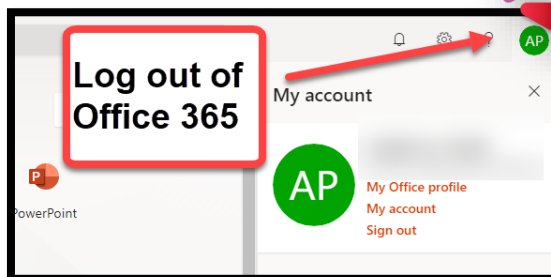 Log out of
Office 365
?
AP
My account
AP
My Office profile
My account
Sign out
P
PowerPoint